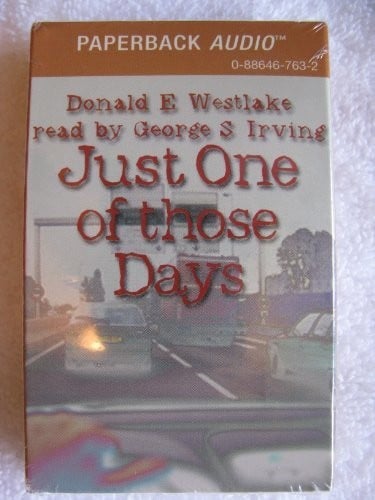 PAPERBACK AUDIO™
0-88646-763-2
Donald E Westlake
read by George S Irving
Just One
of those
Days